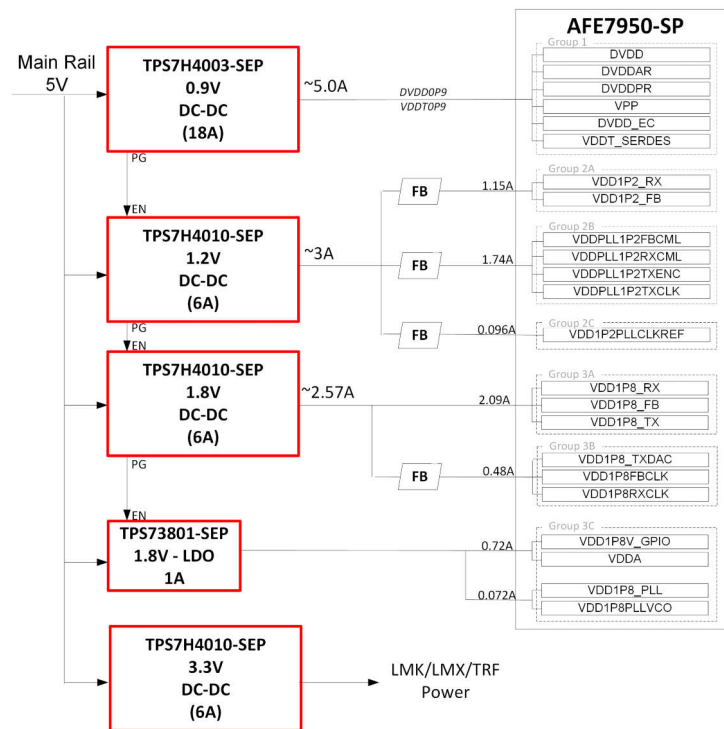 AFE7950-SP
Main Rail
5V
TPS7H4003-SEP
0.9V
DC-DC
(18A)
~5.0A
DVDD0P9
VDDT0P9
Group 1
DVDD
DVDDAR
DVDDPR
VPP
DVDD_EC
VDDT_SERDES
PG
EN
TPS7H4010-SEP
1.2V
DC-DC
(6A)
~3A
FB
1.15A
Group 2A
VDD1P2_RX
VDD1P2_FB
FB
1.74A
Group 2B
VDDPLL1P2FBCML
VDDPLL1P2RXCML
VDDPLL1P2TXENC
VDDPLL1P2TXCLK
FB
0.096A
Group 2C
VDD1P2PLLCLKREF
PG
EN
TPS7H4010-SEP
1.8V
DC-DC
(6A)
~2.57A
2.09A
Group 3A
VDD1P8_RX
VDD1P8_FB
VDD1P8_TX
FB
0.48A
Group 3B
VDD1P8_TXDAC
VDD1P8FBCLK
VDD1P8RXCLK
PG
EN
TPS73801-SEP
1.8V - LDO
1A
0.72A
Group 3C
VDD1P8V_GPIO
VDDA
0.072A
VDD1P8_PLL
VDD1P8PLLVCO
TPS7H4010-SEP
3.3V
DC-DC
(6A)
LMK/LMX/TRF
Power